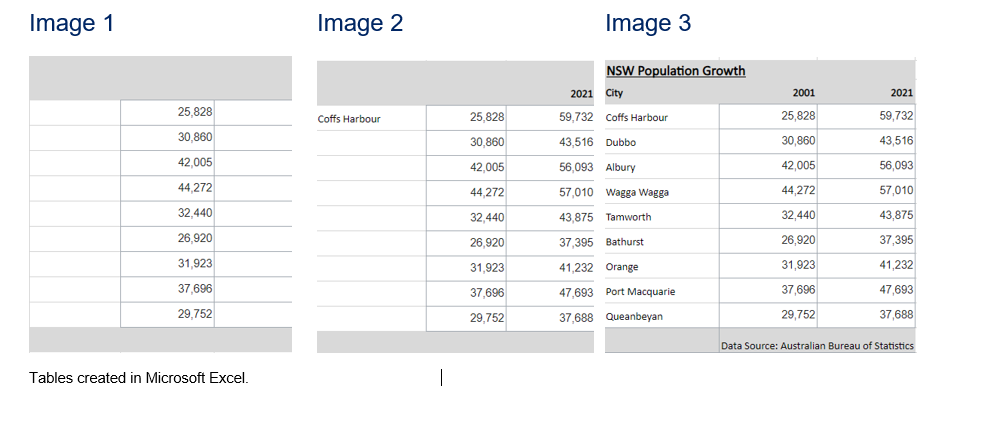 Image 1 Image 2 Image 3
25,828
30,860
42,005
44,272
32,440
26,920
31,923
37,696
29,752
2021
Coffs Harbour 25,828 59,732
30,860 43,516
42,005 56,093
44,272 57,010
32,440 43,875
26,920 37,395
31,923 41,232
37,696 47,693
29,752 37,688
NSW Population Growth
City 2001 2021
Coffs Harbour 25,828 59,732
Dubbo 30,860 43,516
Albury 42,005 56,093
Wagga Wagga 44,272 57,010
Tamworth 32,440 43,875
Bathurst 26,920 37,395
Orange 31,923 41,232
Port Macquarie 37,696 47,693
Queanbeyan 29,752 37,688
Data Source: Australian Bureau of Statistics
Tables created in Microsoft Excel.